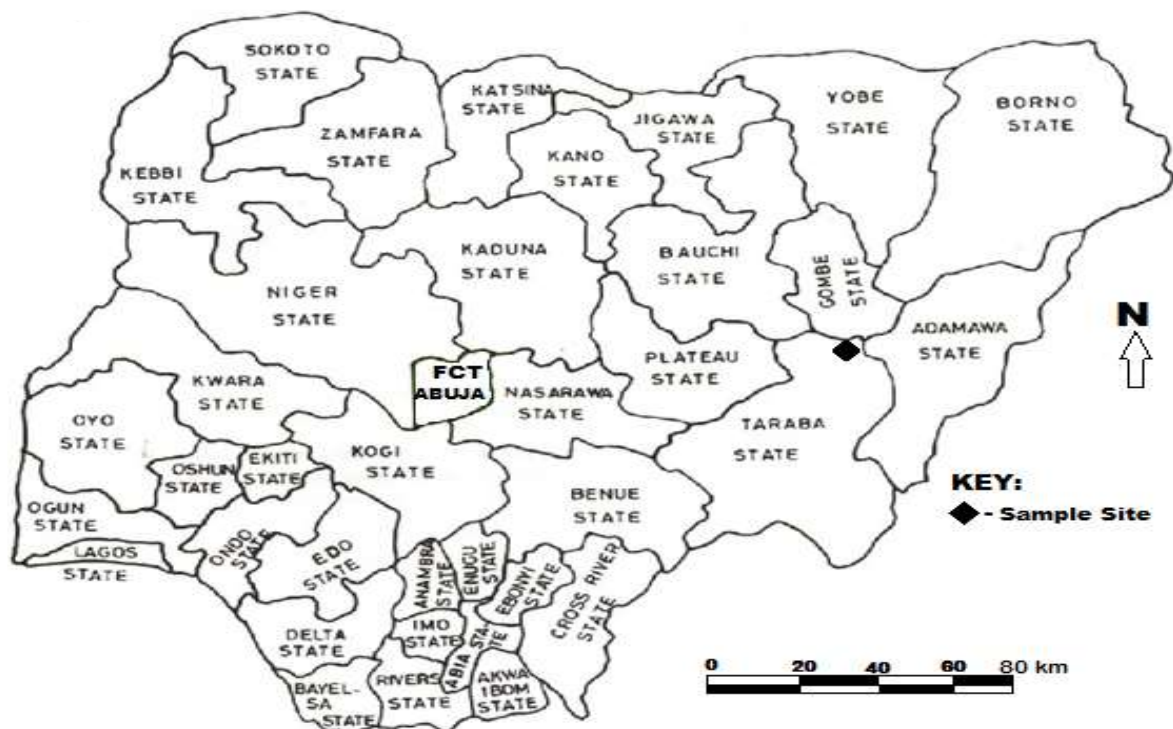 SOKOTO
STATE
KATSINA
STATE
YOBE
STATE
BORNO
STATE
ZAMFARA
STATE
JIGAWA
STATE
KANO
STATE
KEBBI
STATE
KADUNA
STATE
BAUCHI
STATE
GOMBE
STATE
NIGER
STATE
ADAMAWA
STATE
N
PLATEAU
STATE
FCT
ABUJA
KWARA
STATE
NASARAWA
STATE
OYO
STATE
TARABA
STATE
OSHUN
STATE
EKITI
STATE
KOGI
STATE
BENUE
STATE
KEY:
- Sample Site
OGUN
STATE
LAGOS
STATE
ONDO
STATE
EDO
STATE
ANAMBRA
STATE
ENUGU
STATE
EBONYI
STATE
CROSS RIVER
STATE
DELTA
STATE
IMO
STATE
ABIA STA-
TE
BAYEL-
SA STATE
RIVERS
STATE
AKWA
IBOM
STATE
0 20 40 60 80 km